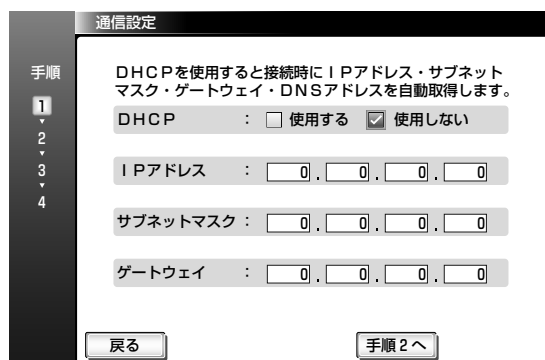 通信設定
手順
1
2
3
4
DHCPを使用すると接続時にIPアドレス・サブネット
マスク・ゲートウェイ・DNSアドレスを自動取得します。
DHCP : 使用する 使用しない
IPアドレス : 0 . 0 . 0 . 0
サブネットマスク : 0 . 0 . 0 . 0
ゲートウェイ : 0 . 0 . 0 . 0
戻る 手順2へ